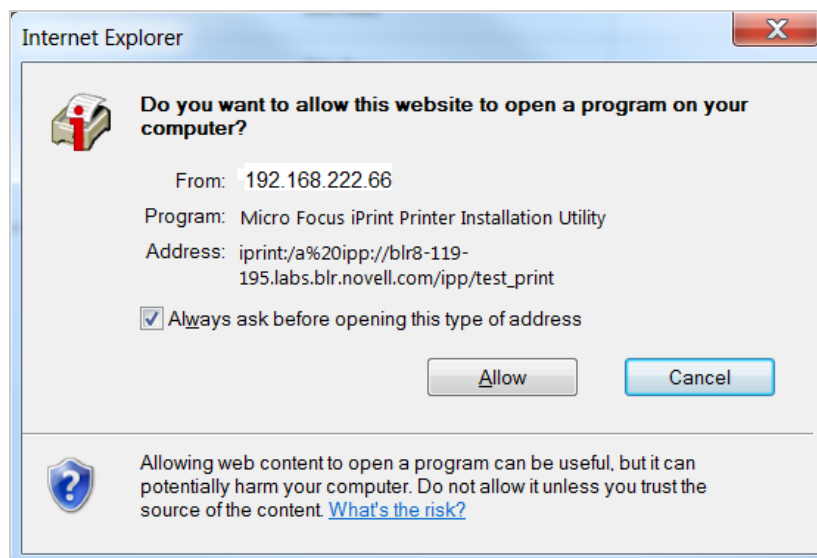 Internet Explorer
X
Do you want to allow this website to open a program on your
computer?
From: 192.168.222.66
Program: Micro Focus iPrint Printer Installation Utility
Address: iprint:/a%20ipp://blr8-119-
195.labs.blr.novell.com/ipp/test_print
Always ask before opening this type of address
Allow Cancel
Allowing web content to open a program can be useful, but it can
potentially harm your computer. Do not allow it unless you trust the
source of the content. What's the risk?